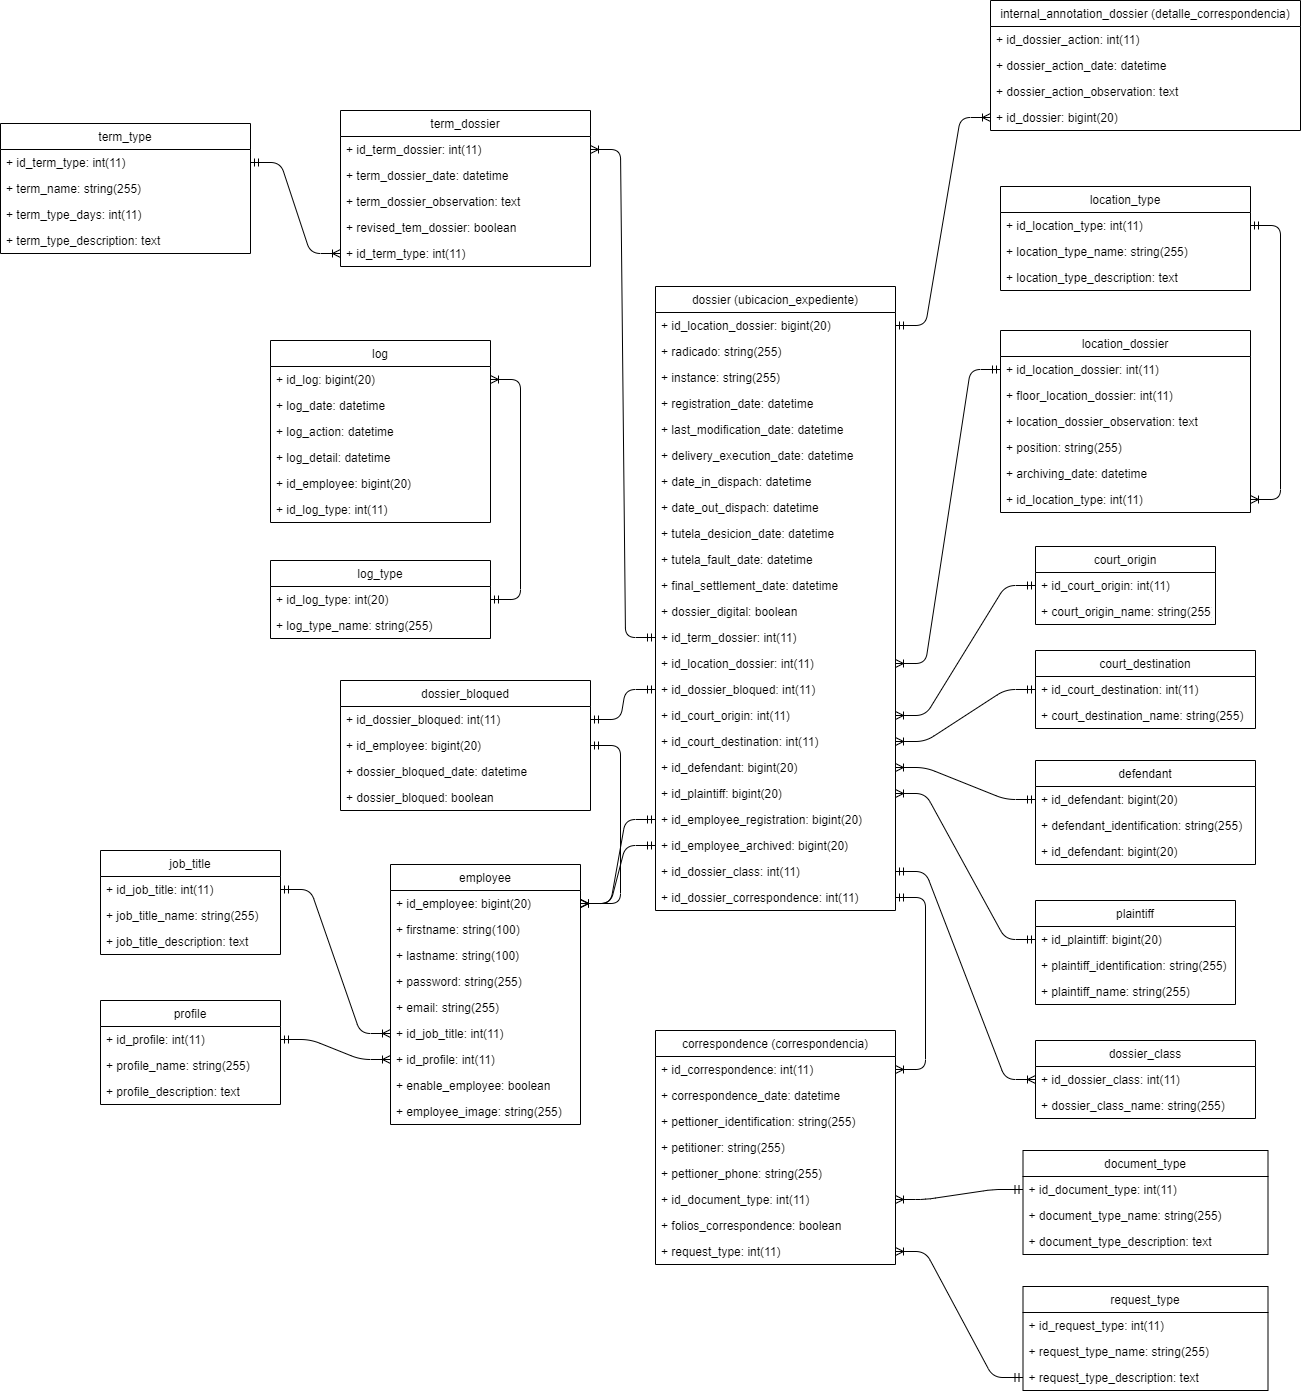 internal_annotation_dossier (detalle_correspondencia)
+ id_dossier_action: int(11)
+ dossier_action_date: datetime
+ dossier_action_observation: text
+ id_dossier: bigint(20)
term_type
+ id_term_type: int(11)
+ term_name: string(255)
+ term_type_days: int(11)
+ term_type_description: text
term_dossier
+ id_term_dossier: int(11)
+ term_dossier_date: datetime
+ term_dossier_observation: text
+ revised_tem_dossier: boolean
+ id_term_type: int(11)
location_type
+ id_location_type: int(11)
+ location_type_name: string(255)
+ location_type_description: text
dossier (ubicacion_expediente)
+ id_location_dossier: bigint(20)
+ radicado: string(255)
+ instance: string(255)
+ registration_date: datetime
+ last_modification_date: datetime
+ delivery_execution_date: datetime
+ date_in_dispach: datetime
+ date_out_dispach: datetime
+ tutela_desicion_date: datetime
+ tutela_fault_date: datetime
+ final_settlement_date: datetime
+ dossier_digital: boolean
+ id_term_dossier: int(11)
+ id_location_dossier: int(11)
+ id_dossier_bloqued: int(11)
+ id_court_origin: int(11)
+ id_court_destination: int(11)
+ id_defendant: bigint(20)
+ id_plaintiff: bigint(20)
+ id_employee_registration: bigint(20)
+ id_employee_archived: bigint(20)
+ id_dossier_class: int(11)
+ id_dossier_correspondence: int(11)
log
+ id_log: bigint(20)
+ log_date: datetime
+ log_action: datetime
+ log_detail: datetime
+ id_employee: bigint(20)
+ id_log_type: int(11)
location_dossier
+ id_location_dossier: int(11)
+ floor_location_dossier: int(11)
+ location_dossier_observation: text
+ position: string(255)
+ archiving_date: datetime
+ id_location_type: int(11)
log_type
+ id_log_type: int(20)
+ log_type_name: string(255)
court_origin
+ id_court_origin: int(11)
+ court_origin_name: string(255
court_destination
+ id_court_destination: int(11)
+ court_destination_name: string(255)
dossier_bloqued
+ id_dossier_bloqued: int(11)
+ id_employee: bigint(20)
+ dossier_bloqued_date: datetime
+ dossier_bloqued: boolean
defendant
+ id_defendant: bigint(20)
+ defendant_identification: string(255)
+ id_defendant: bigint(20)
job_title
+ id_job_title: int(11)
+ job_title_name: string(255)
+ job_title_description: text
employee
+ id_employee: bigint(20)
+ firstname: string(100)
+ lastname: string(100)
+ password: string(255)
+ email: string(255)
+ id_job_title: int(11)
+ id_profile: int(11)
+ enable_employee: boolean
+ employee_image: string(255)
plaintiff
+ id_plaintiff: bigint(20)
+ plaintiff_identification: string(255)
+ plaintiff_name: string(255)
profile
+ id_profile: int(11)
+ profile_name: string(255)
+ profile_description: text
correspondence (correspondencia)
+ id_correspondence: int(11)
+ correspondence_date: datetime
+ pettioner_identification: string(255)
+ petitioner: string(255)
+ pettioner_phone: string(255)
+ id_document_type: int(11)
+ folios_correspondence: boolean
+ request_type: int(11)
dossier_class
+ id_dossier_class: int(11)
+ dossier_class_name: string(255)
document_type
+ id_document_type: int(11)
+ document_type_name: string(255)
+ document_type_description: text
request_type
+ id_request_type: int(11)
+ request_type_name: string(255)
+ request_type_description: text